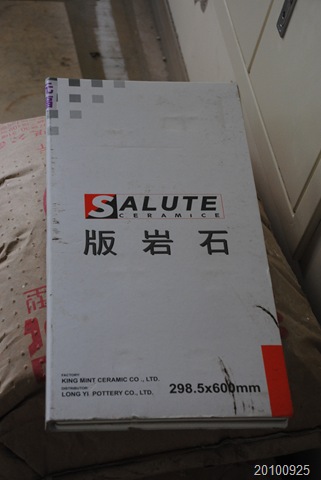 SALUTE
CERAMICE
版岩石
FACTORY
KING MINT CERAMIC CO., LTD.
DISTRIBUTOR
LONG YI POTTERY CO., LTD.
298.5x600mm
20100925